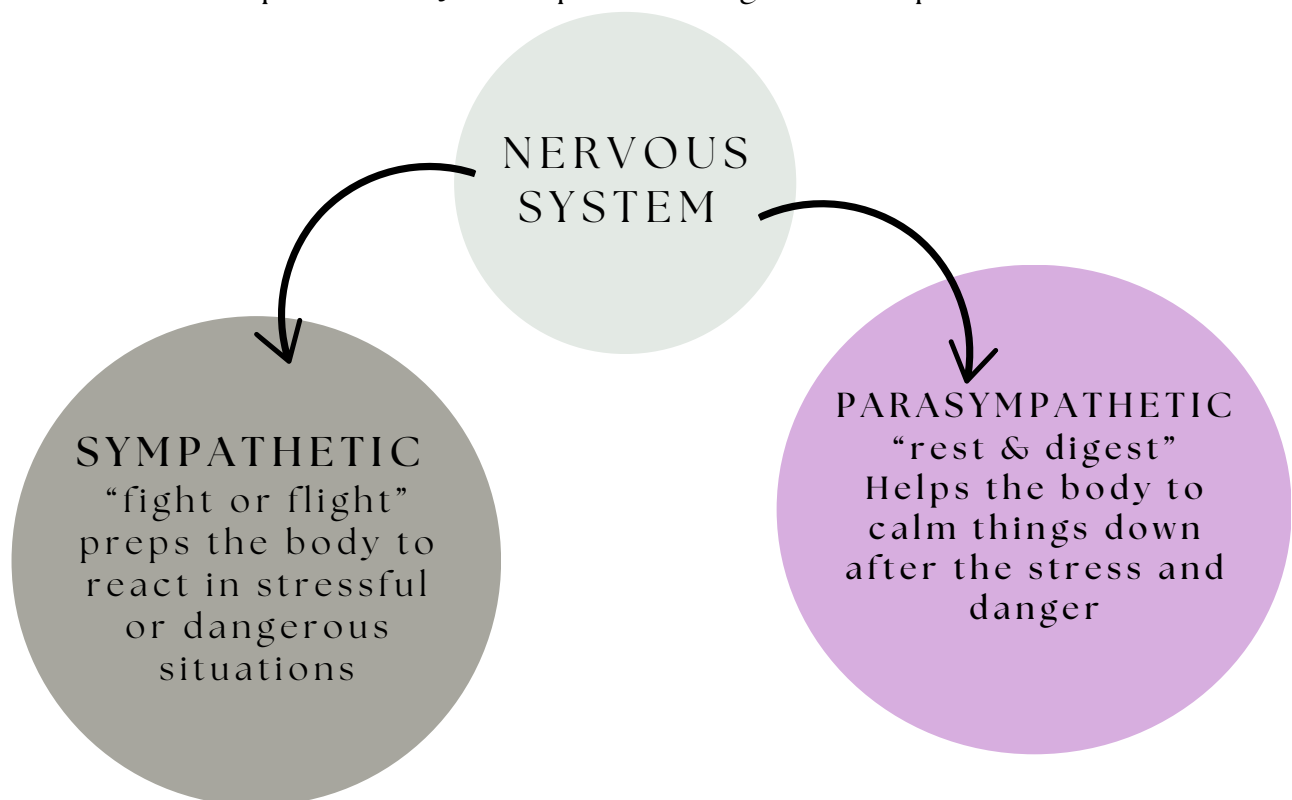 NERVOUS
SYSTEM
SYMPATHETIC
“fight or flight”
preps the body to
react in stressful
or dangerous
situations
PARASYMPATHETIC
“rest & digest”
Helps the body to
calm things down
after the stress and
danger